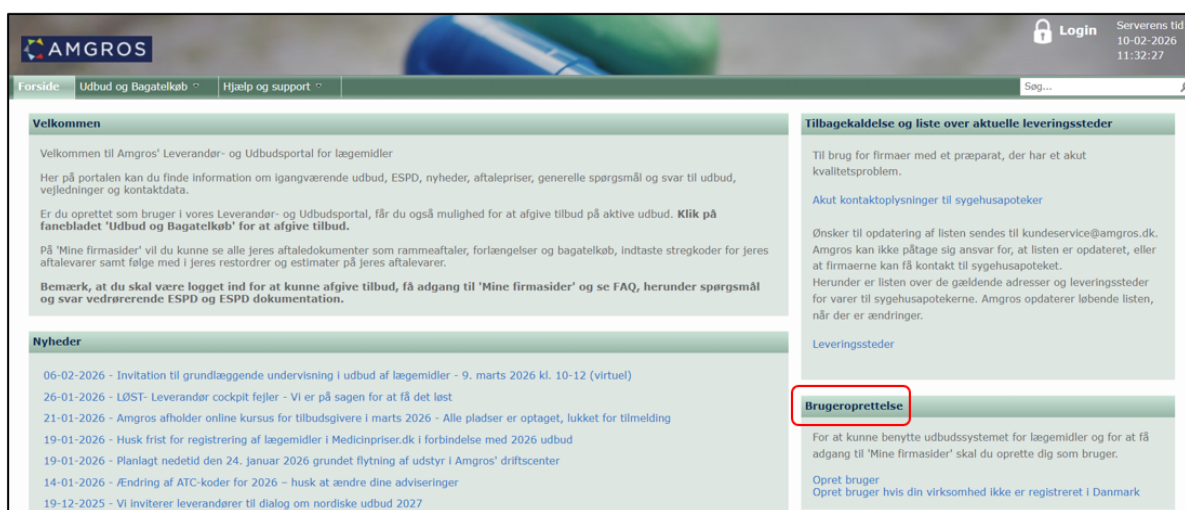 AMGROS
Login
Serverens tid
10-02-2026
11:32:27
Forside
Udbud og Bagatelkøb
Hjælp og support
Søg...
Velkommen
Velkommen til Amgros' Leverandør- og Udbudsportal for lægemidler
Her på portalen kan du finde information om igangværende udbud, ESPD, nyheder, aftalepriser, generelle spørgsmål og svar til udbud,
vejledninger og kontaktdata.
Er du oprettet som bruger i vores Leverandør- og Udbudsportal, får du også mulighed for at afgive tilbud på aktive udbud. Klik på
fanebladet 'Udbud og Bagatelkøb' for at afgive tilbud.
På 'Mine firmasider' vil du kunne se alle jeres aftaledokumenter som rammeaftaler, forlængelser og bagatelkøb, indtaste stregkoder for jeres
aftalevarer samt følge med i jeres restordrer og estimater på jeres aftalevarer.
Bemærk, at du skal være logget ind for at kunne afgive tilbud, få adgang til 'Mine firmasider' og se FAQ, herunder spørgsmål
og svar vedrørerende ESPD og ESPD dokumentation.
Nyheder
06-02-2026 - Invitation til grundlæggende undervisning i udbud af lægemidler - 9. marts 2026 kl. 10-12 (virtuel)
26-01-2026 - LØST- Leverandør cockpit fejler - Vi er på sagen for at få det løst
21-01-2026 - Amgros afholder online kursus for tilbudsgivere i marts 2026 - Alle pladser er optaget, lukket for tilmelding
19-01-2026 - Husk frist for registrering af lægemidler i Medicinpriser.dk i forbindelse med 2026 udbud
19-01-2026 - Planlagt nedetid den 24. januar 2026 grundet flytning af udstyr i Amgros' driftscenter
14-01-2026 - Ændring af ATC-koder for 2026 – husk at ændre dine adviseringer
19-12-2025 - Vi inviterer leverandører til dialog om nordiske udbud 2027
Tilbagekaldelse og liste over aktuelle leveringssteder
Til brug for firmaer med et præparat, der har et akut
kvalitetsproblem.
Akut kontaktoplysninger til sygehusapoteker
Ønsker til opdatering af listen sendes til kundeservice@amgros.dk.
Amgros kan ikke påtage sig ansvar for, at listen er opdateret, eller
at firmaerne kan få kontakt til sygehusapoteket.
Herunder er listen over de gældende adresser og leveringssteder
for varer til sygehusapotekerne. Amgros opdaterer løbende listen,
når der er ændringer.
Leveringssteder
Brugeroprettelse
For at kunne benytte udbudssystemet for lægemidler og for at få
adgang til 'Mine firmasider' skal du oprette dig som bruger.
Opret bruger
Opret bruger hvis din virksomhed ikke er registreret i Danmark